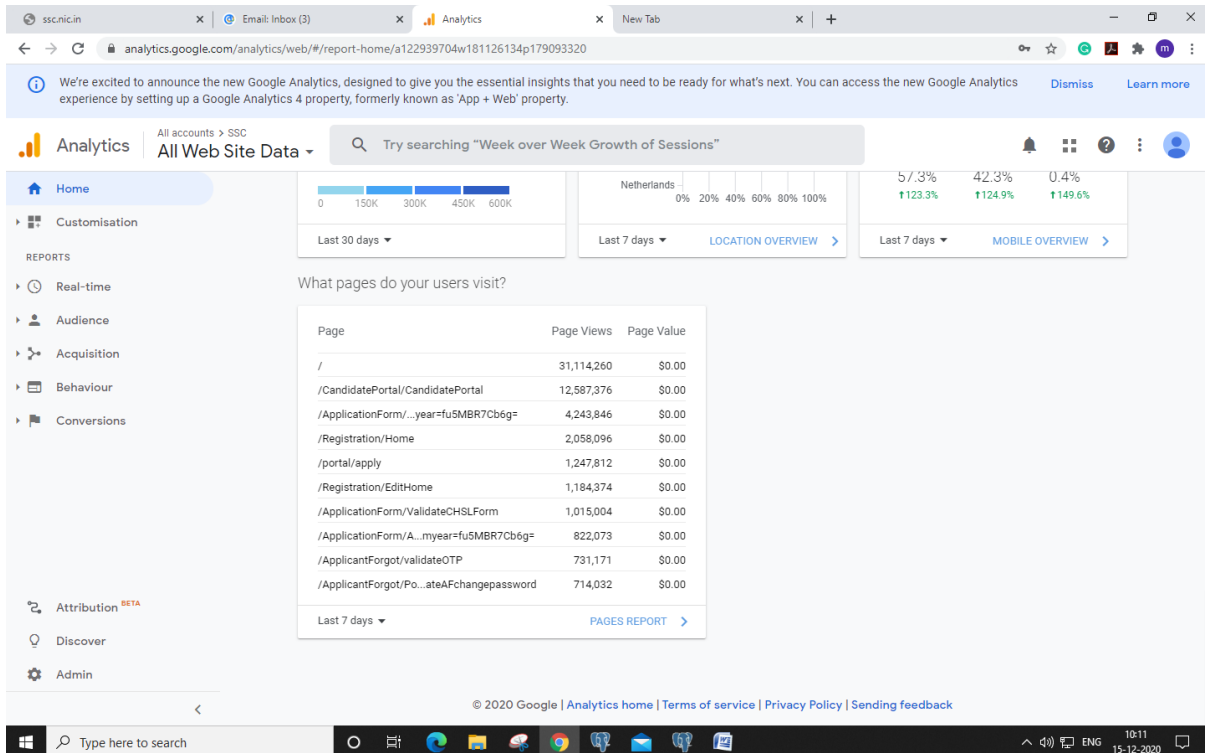 ssc.nic.in
Email: Inbox (3)
Analytics
New Tab
analytics.google.com/analytics/web/#/report-home/a122939704w181126134p179093320
m
We're excited to announce the new Google Analytics, designed to give you the essential insights that you need to be ready for what's next. You can access the new Google Analytics
experience by setting up a Google Analytics 4 property, formerly known as 'App + Web' property.
Dismiss
Learn more
Analytics
All accounts > SSC
All Web Site Data
Try searching "Week over Week Growth of Sessions"
Home
Customisation
REPORTS
Real-time
Audience
Acquisition
Behaviour
Conversions
Attribution BETA
Discover
Admin
0 150K 300K 450K 600K
Last 30 days
Netherlands
0% 20% 40% 60% 80% 100%
Last 7 days LOCATION OVERVIEW
57.3% 42.3% 0.4%
123.3% 124.9% 149.6%
Last 7 days MOBILE OVERVIEW
What pages do your users visit?
Page Page Views Page Value
/ 31,114,260 $0.00
/CandidatePortal/CandidatePortal 12,587,376 $0.00
/ApplicationForm/...year=fu5MBR7Cb6g= 4,243,846 $0.00
/Registration/Home 2,058,096 $0.00
/portal/apply 1,247,812 $0.00
/Registration/EditHome 1,184,374 $0.00
/ApplicationForm/ValidateCHSLForm 1,015,004 $0.00
/ApplicationForm/A...myear=fu5MBR7Cb6g= 822,073 $0.00
/ApplicantForgot/validateOTP 731,171 $0.00
/ApplicantForgot/Po...ateAFchangepassword 714,032 $0.00
Last 7 days PAGES REPORT
© 2020 Google | Analytics home | Terms of service | Privacy Policy | Sending feedback
Type here to search
ENG
10:11
15-12-2020